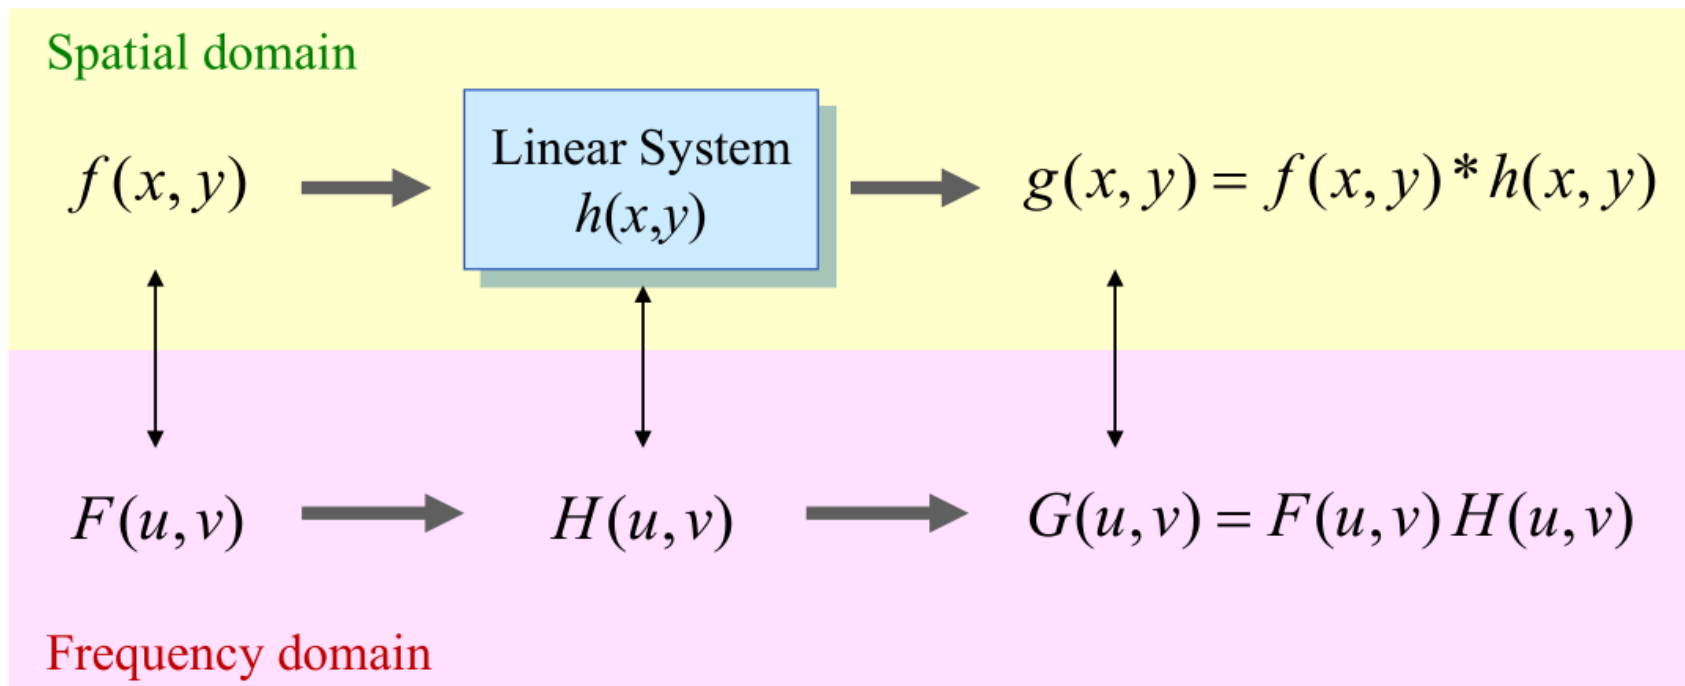 Spatial domain
f(x, y)
Linear System
h(x,y)
g(x, y) = f(x, y) * h(x, y)
F(u, v)
H(u, v)
G(u, v) = F(u, v) H(u, v)
Frequency domain